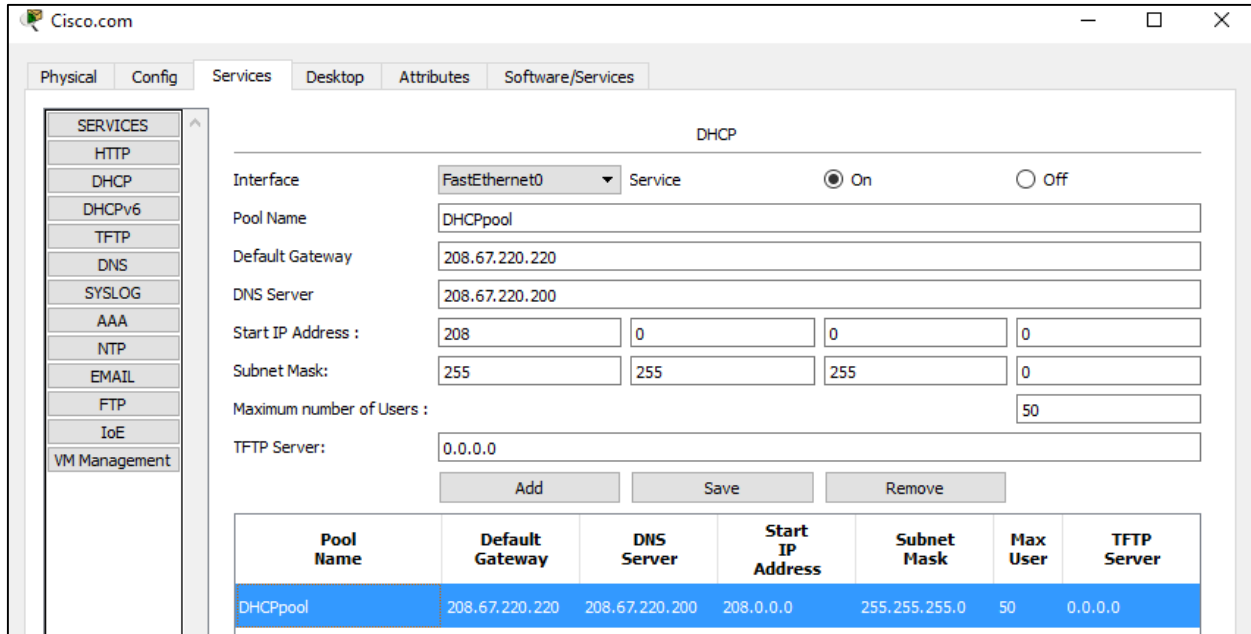 Cisco.com
Physical Config Services Desktop Attributes Software/Services
SERVICES
HTTP
DHCP
DHCPv6
TFTP
DNS
SYSLOG
AAA
NTP
EMAIL
FTP
IoE
VM Management
DHCP
Interface FastEthernet0 Service On Off
Pool Name DHCPpool
Default Gateway 208.67.220.220
DNS Server 208.67.220.200
Start IP Address : 208 0 0 0
Subnet Mask: 255 255 255 0
Maximum number of Users : 50
TFTP Server: 0.0.0.0
Add Save Remove
Pool Name Default Gateway DNS Server Start IP Address Subnet Mask Max User TFTP Server
DHCPpool 208.67.220.220 208.67.220.200 208.0.0.0 255.255.255.0 50 0.0.0.0